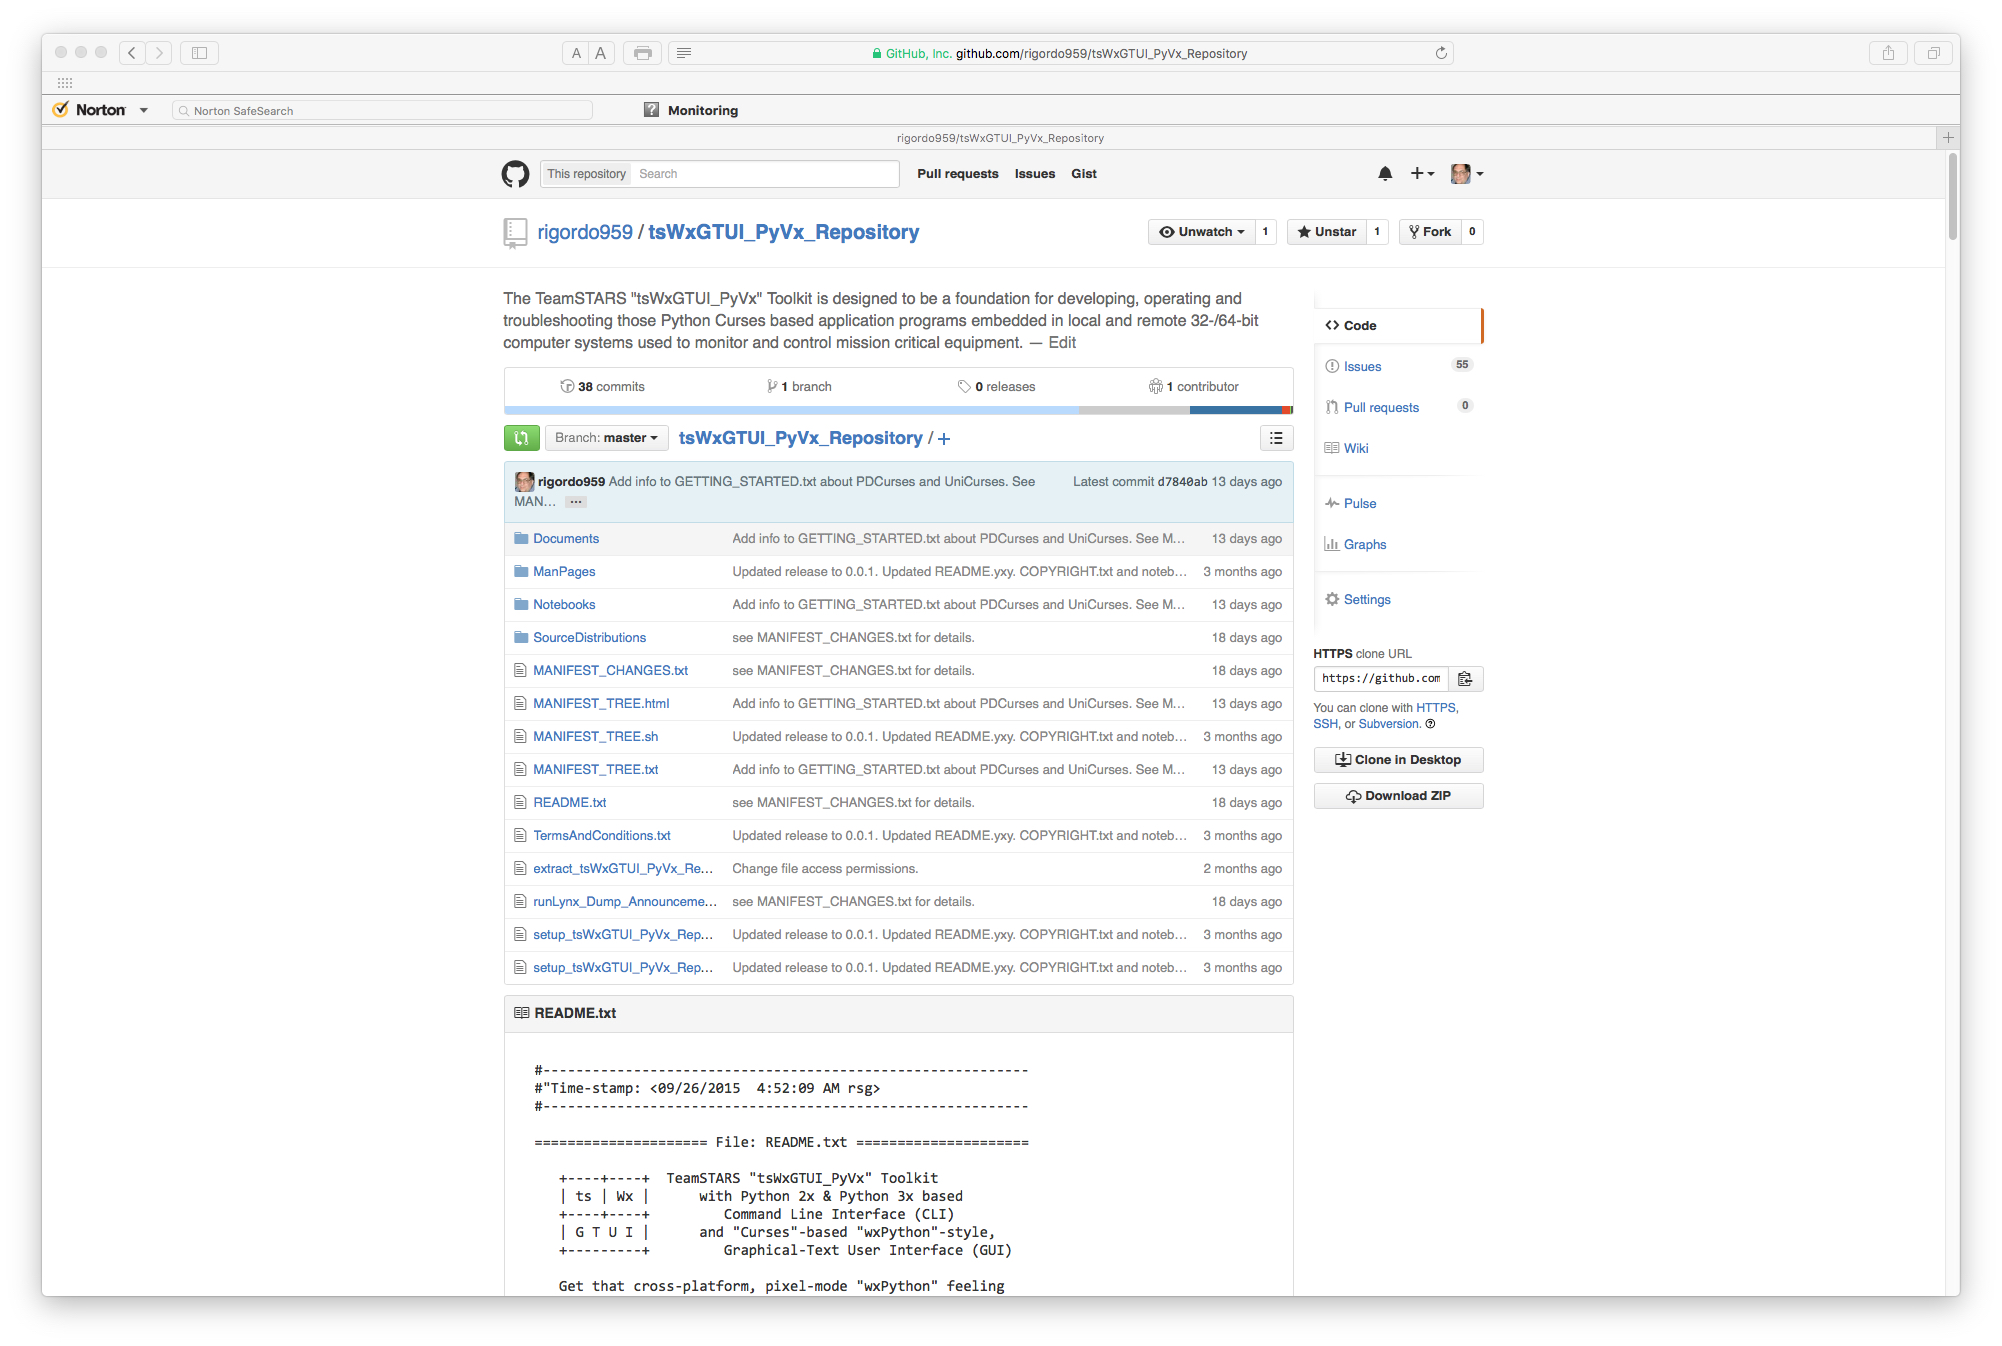 A A
GitHub, Inc. github.com/rigordo959/tsWxGTUI_PyVx_Repository
Norton
Norton SafeSearch
? Monitoring
rigordo959/tsWxGTUI_PyVx_Repository
This repository Search
Pull requests Issues Gist
rigordo959 / tsWxGTUI_PyVx_Repository
Unwatch 1
Unstar 1
Fork 0
The TeamSTARS "tsWxGTUI_PyVx" Toolkit is designed to be a foundation for developing, operating and
troubleshooting those Python Curses based application programs embedded in local and remote 32-/64-bit
computer systems used to monitor and control mission critical equipment. — Edit
38 commits 1 branch 0 releases 1 contributor
Branch: master tsWxGTUI_PyVx_Repository / +
rigordo959 Add info to GETTING_STARTED.txt about PDCurses and UniCurses. See Latest commit d7840ab 13 days ago
MAN… …
Documents Add info to GETTING_STARTED.txt about PDCurses and UniCurses. See M… 13 days ago
ManPages Updated release to 0.0.1. Updated README.yxy. COPYRIGHT.txt and noteb… 3 months ago
Notebooks Add info to GETTING_STARTED.txt about PDCurses and UniCurses. See M… 13 days ago
SourceDistributions see MANIFEST_CHANGES.txt for details. 18 days ago
MANIFEST_CHANGES.txt see MANIFEST_CHANGES.txt for details. 18 days ago
MANIFEST_TREE.html Add info to GETTING_STARTED.txt about PDCurses and UniCurses. See M… 13 days ago
MANIFEST_TREE.sh Updated release to 0.0.1. Updated README.yxy. COPYRIGHT.txt and noteb… 3 months ago
MANIFEST_TREE.txt Add info to GETTING_STARTED.txt about PDCurses and UniCurses. See M… 13 days ago
README.txt see MANIFEST_CHANGES.txt for details. 18 days ago
TermsAndConditions.txt Updated release to 0.0.1. Updated README.yxy. COPYRIGHT.txt and noteb… 3 months ago
extract_tsWxGTUI_PyVx_Re… Change file access permissions. 2 months ago
runLynx_Dump_Announceme… see MANIFEST_CHANGES.txt for details. 18 days ago
setup_tsWxGTUI_PyVx_Rep… Updated release to 0.0.1. Updated README.yxy. COPYRIGHT.txt and noteb… 3 months ago
setup_tsWxGTUI_PyVx_Rep… Updated release to 0.0.1. Updated README.yxy. COPYRIGHT.txt and noteb… 3 months ago
Code
Issues 55
Pull requests 0
Wiki
Pulse
Graphs
Settings
HTTPS clone URL
https://github.com
You can clone with HTTPS,
SSH, or Subversion. ?
Clone in Desktop
Download ZIP
README.txt
#-----------------------------------------------------------
#"Time-stamp: <09/26/2015  4:52:09 AM rsg>
#-----------------------------------------------------------
===================== File: README.txt =====================
+----+----+  TeamSTARS "tsWxGTUI_PyVx" Toolkit
| ts | Wx |      with Python 2x & Python 3x based
+----+----+         Command Line Interface (CLI)
| G T U I |      and "Curses"-based "wxPython"-style,
+---------+         Graphical-Text User Interface (GUI)
Get that cross-platform, pixel-mode "wxPython" feeling